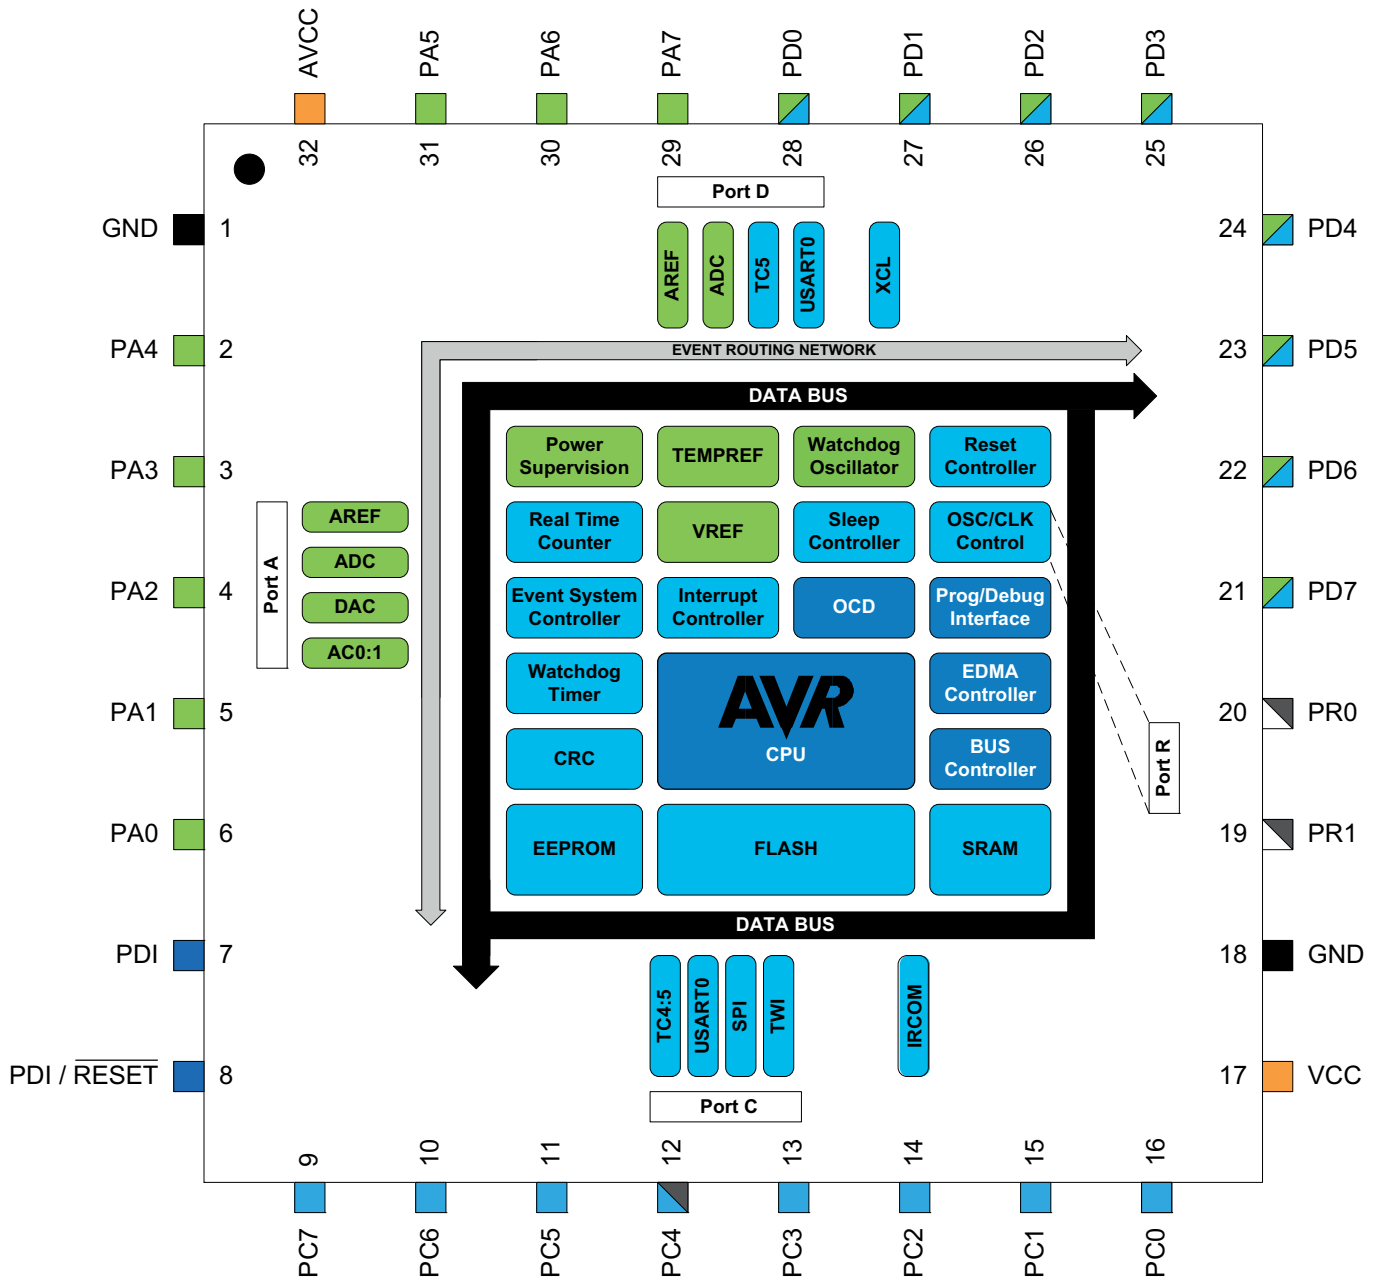 AVCC
PA5
PA6
PA7
PD0
PD1
PD2
PD3
32
31
30
29
28
27
26
25
Port D
AREF
ADC
TC5
USART0
XCL
GND 1
PA4 2
PA3 3
PA2 4
PA1 5
PA0 6
PDI 7
PDI / RESET 8
24 PD4
23 PD5
22 PD6
21 PD7
20 PR0
19 PR1
18 GND
17 VCC
EVENT ROUTING NETWORK
DATA BUS
Port A
AREF
ADC
DAC
AC0:1
Power
Supervision
TEMPREF
Watchdog
Oscillator
Reset
Controller
Real Time
Counter
VREF
Sleep
Controller
OSC/CLK
Control
Event System
Controller
Interrupt
Controller
OCD
Prog/Debug
Interface
Watchdog
Timer
AVR
CPU
EDMA
Controller
CRC
BUS
Controller
Port R
EEPROM
FLASH
SRAM
DATA BUS
TC4:5
USART0
SPI
TWI
IRCOM
Port C
9
10
11
12
13
14
15
16
PC7
PC6
PC5
PC4
PC3
PC2
PC1
PC0